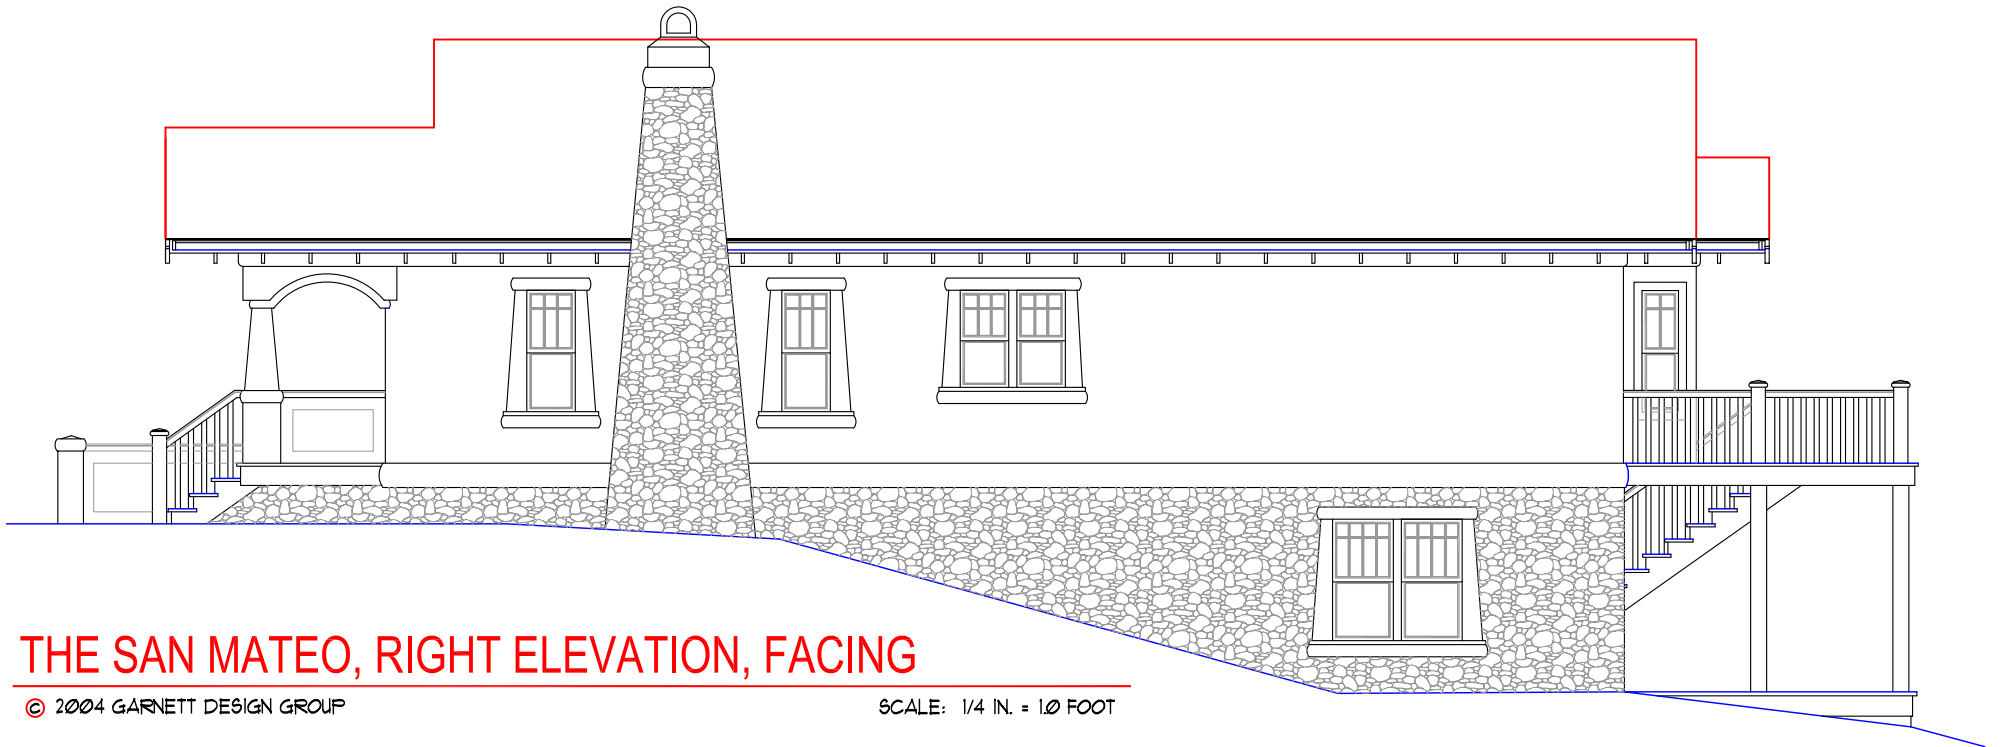 THE SAN MATEO, RIGHT ELEVATION, FACING
© 2004 GARNETT DESIGN GROUP
SCALE: 1/4 IN. = 1.0 FOOT